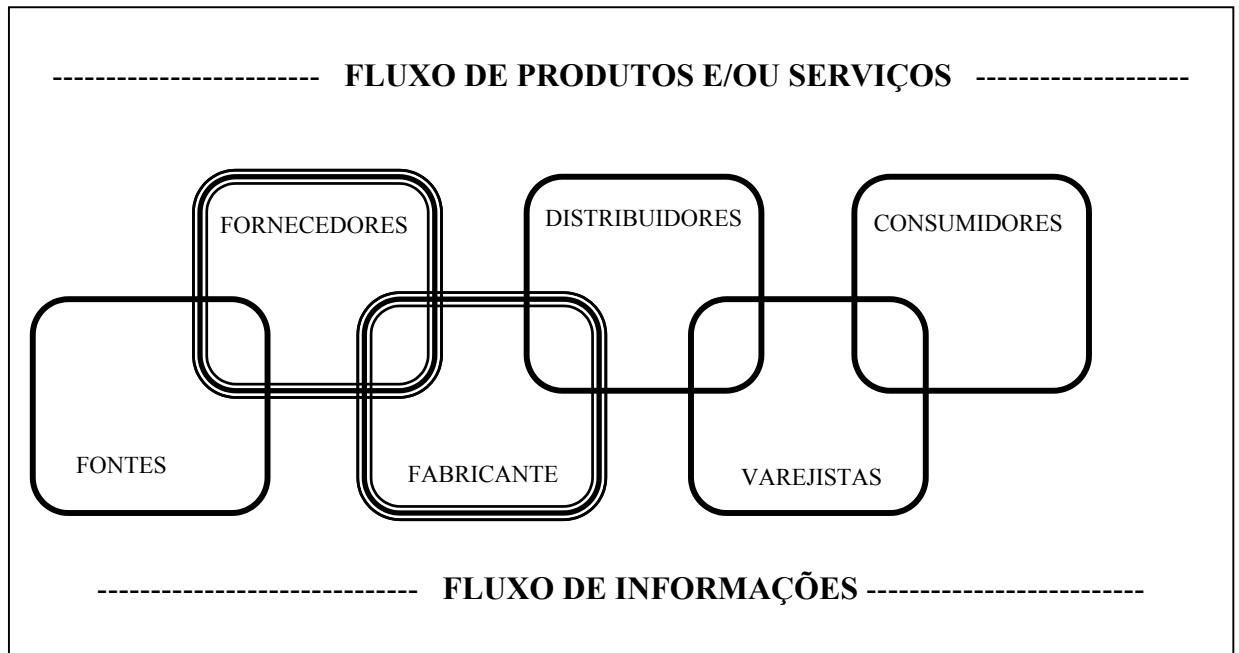 FLUXO DE PRODUTOS E/OU SERVIÇOS
FORNECEDORES
DISTRIBUIDORES
CONSUMIDORES
FONTES
FABRICANTE
VAREJISTAS
FLUXO DE INFORMAÇÕES